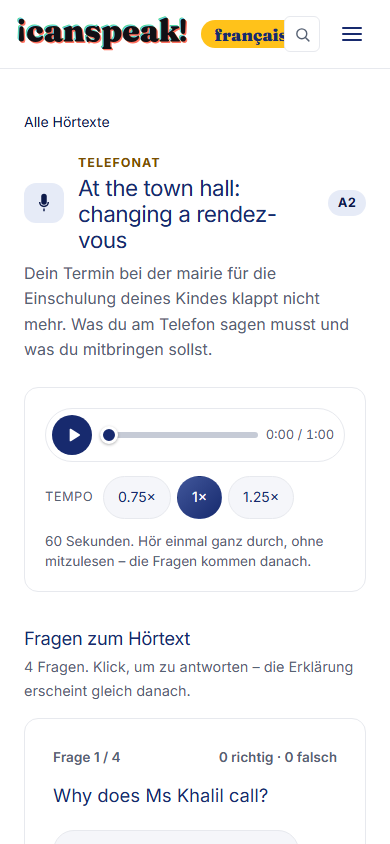 icanspeak!
français
Alle Hörtexte
TELEFONAT
At the town hall:
changing a rendez-
vous
A2
Dein Termin bei der mairie für die
Einschulung deines Kindes klappt nicht
mehr. Was du am Telefon sagen musst und
was du mitbringen sollst.
0:00 / 1:00
TEMPO 0.75× 1× 1.25×
60 Sekunden. Hör einmal ganz durch, ohne
mitzulesen – die Fragen kommen danach.
Fragen zum Hörtext
4 Fragen. Klick, um zu antworten – die Erklärung
erscheint gleich danach.
Frage 1 / 4 0 richtig · 0 falsch
Why does Ms Khalil call?